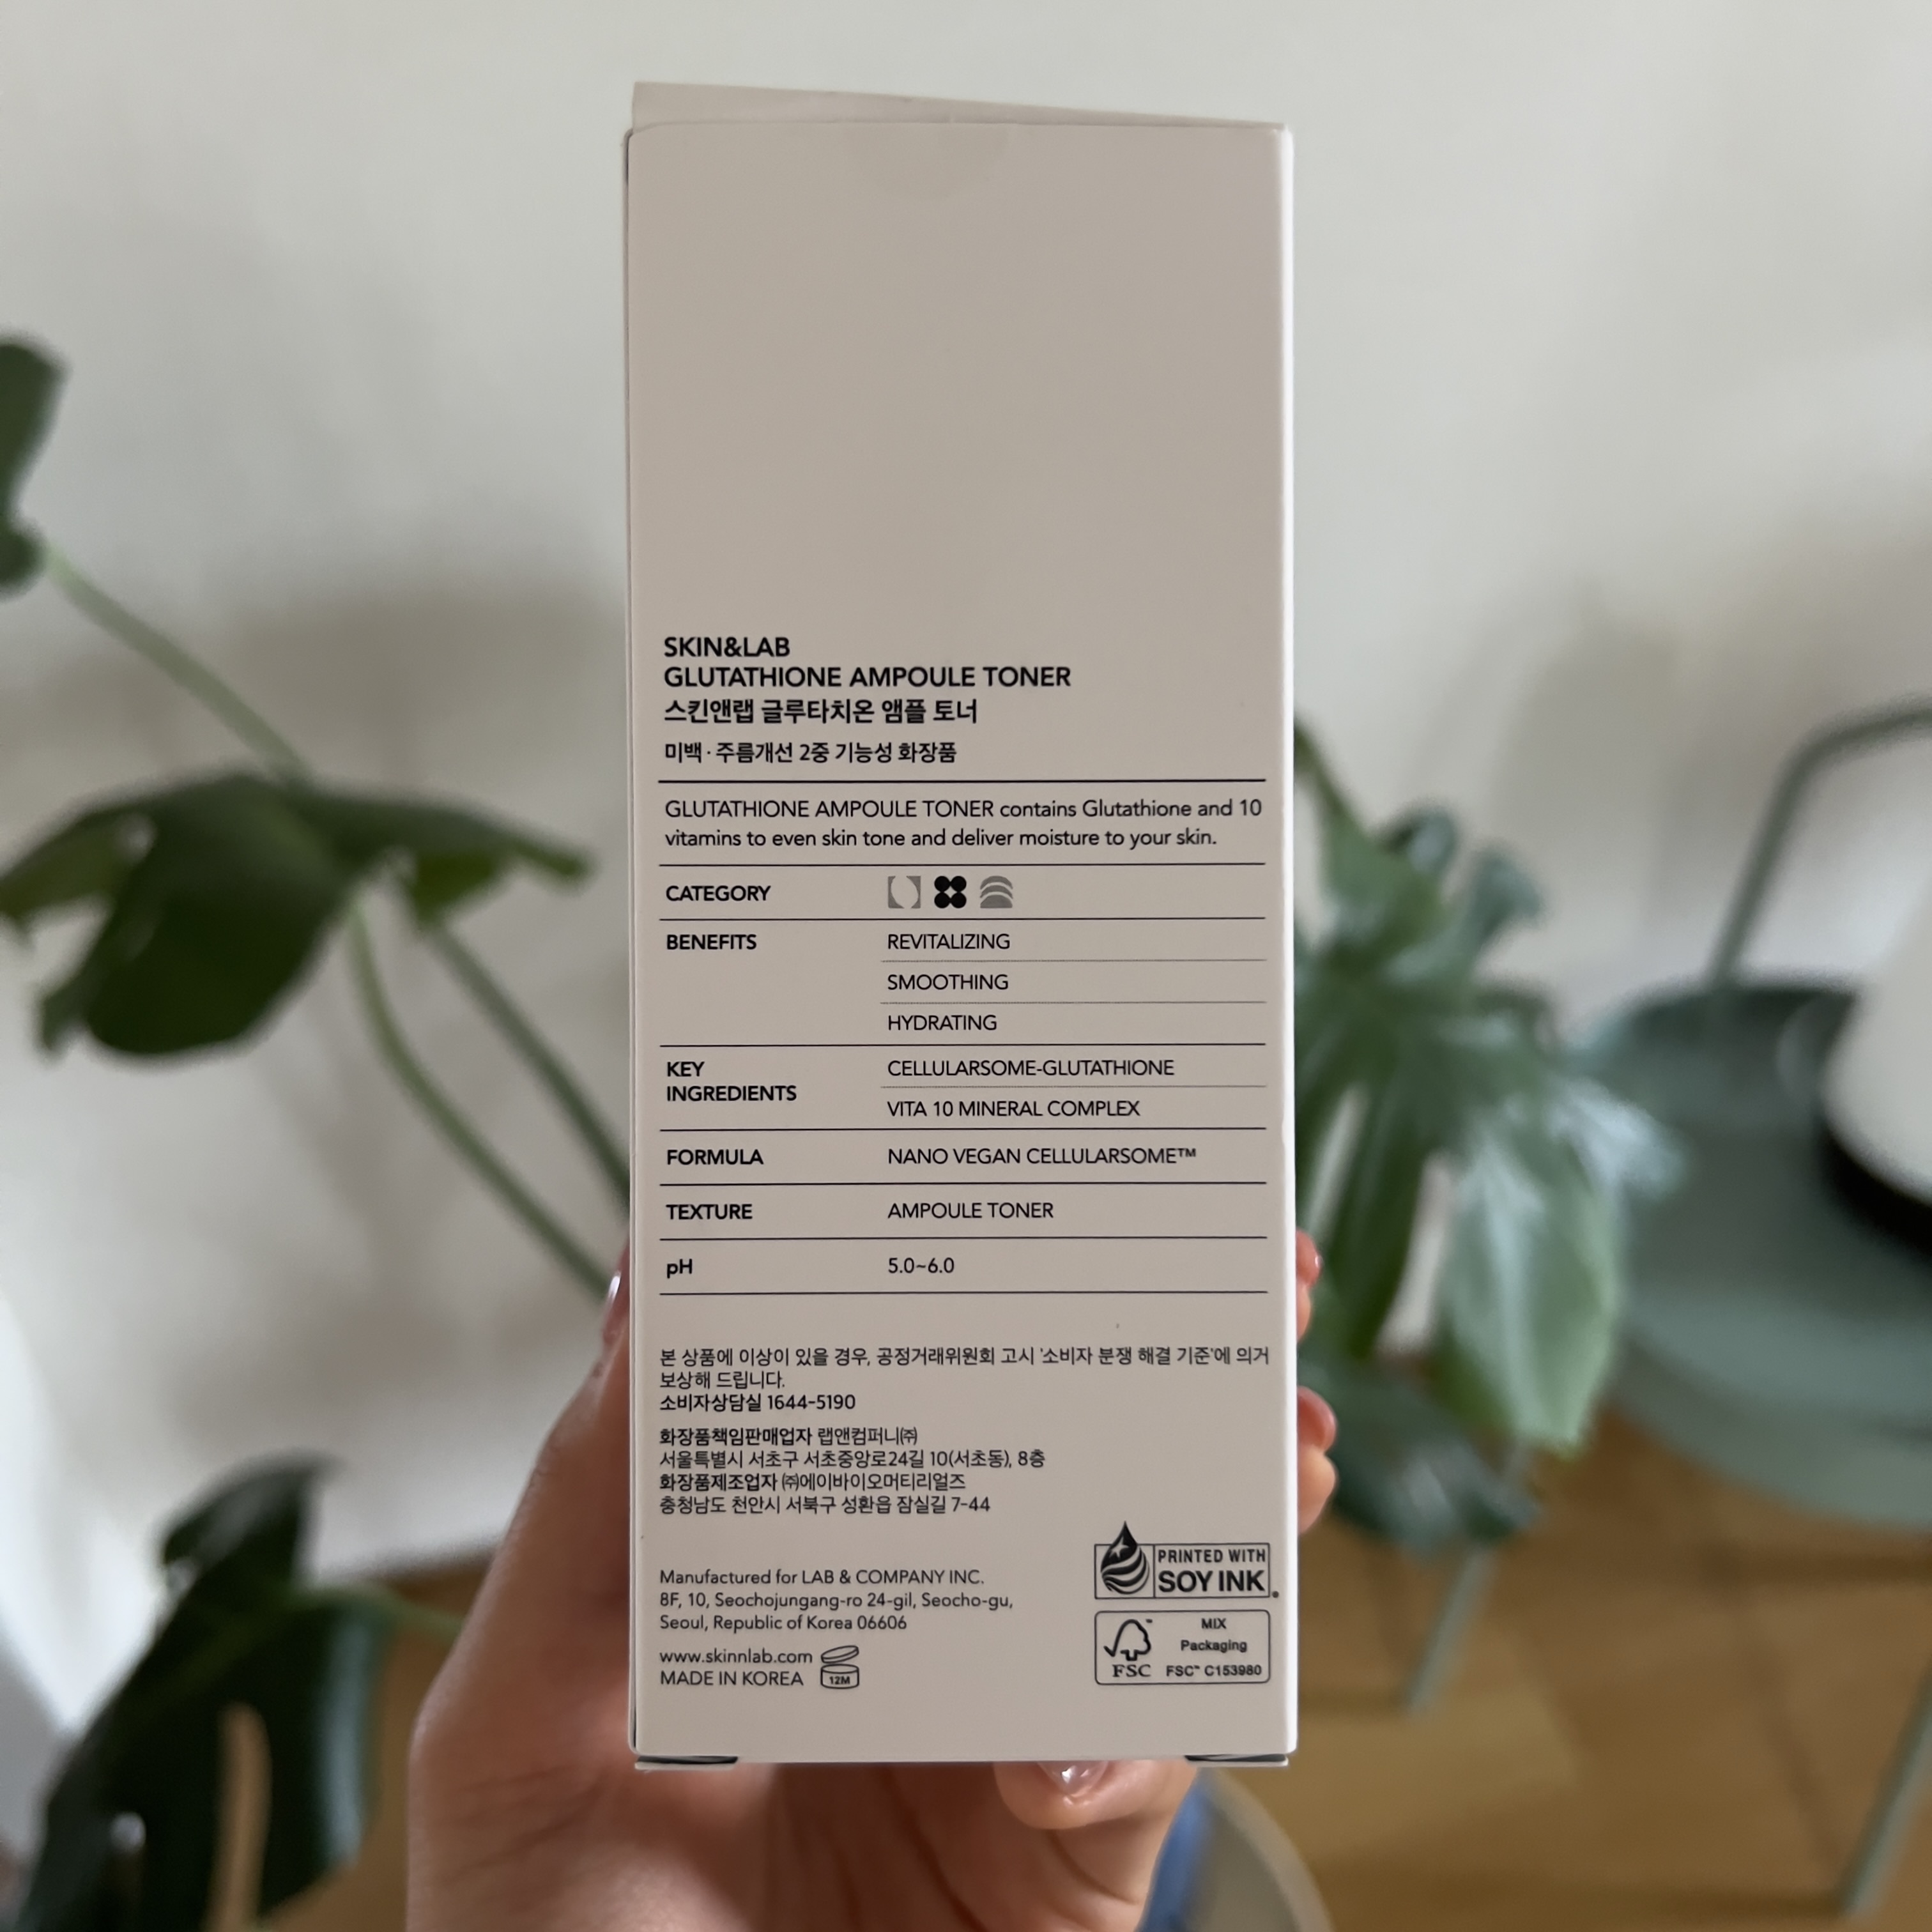 SKIN&LAB
GLUTATHIONE AMPOULE TONER
스킨앤랩 글루타치온 앰플 토너
미백 · 주름개선 2중 기능성 화장품
GLUTATHIONE AMPOULE TONER contains Glutathione and 10
vitamins to even skin tone and deliver moisture to your skin.
CATEGORY
BENEFITS REVITALIZING
SMOOTHING
HYDRATING
KEY
INGREDIENTS
CELLULARSOME-GLUTATHIONE
VITA 10 MINERAL COMPLEX
FORMULA NANO VEGAN CELLULARSOME™
TEXTURE AMPOULE TONER
pH 5.0~6.0
본 상품에 이상이 있을 경우, 공정거래위원회 고시 '소비자 분쟁 해결 기준'에 의거
보상해 드립니다.
소비자상담실 1644-5190
화장품책임판매업자 랩앤컴퍼니㈜
서울특별시 서초구 서초중앙로24길 10(서초동), 8층
화장품제조업자 ㈜에이바이오머티리얼즈
충청남도 천안시 서북구 성환읍 잠실길 7-44
Manufactured for LAB & COMPANY INC.
8F, 10, Seochojungang-ro 24-gil, Seocho-gu,
Seoul, Republic of Korea 06606
www.skinnlab.com
MADE IN KOREA
12M
PRINTED WITH
SOY INK
FSC™
MIX
Packaging
FSC™ C153980